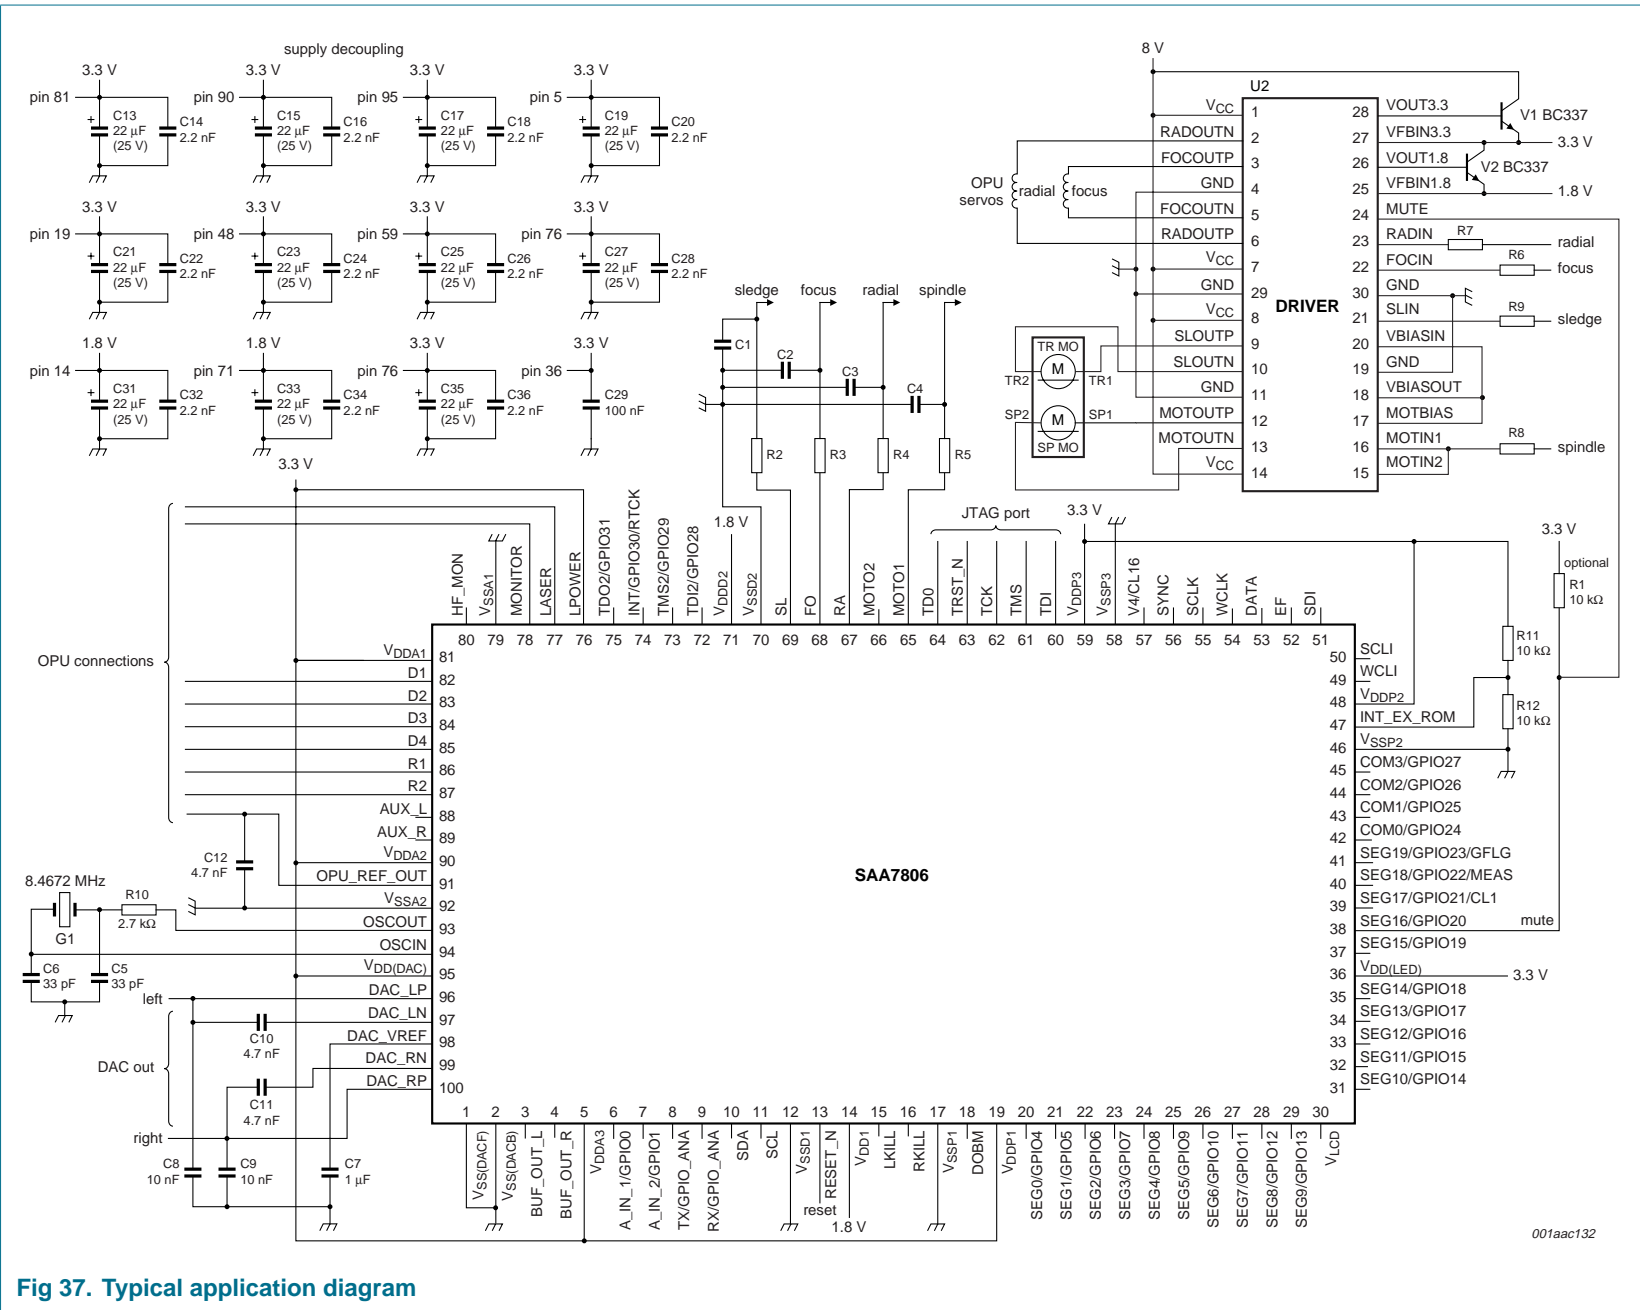 supply decoupling
3.3 V 3.3 V 3.3 V 3.3 V
pin 81 pin 90 pin 95 pin 5
+ C13 22 μF (25 V) C14 2.2 nF
+ C15 22 μF (25 V) C16 2.2 nF
+ C17 22 μF (25 V) C18 2.2 nF
+ C19 22 μF (25 V) C20 2.2 nF
3.3 V 3.3 V 3.3 V 3.3 V
pin 19 pin 48 pin 59 pin 76
+ C21 22 μF (25 V) C22 2.2 nF
+ C23 22 μF (25 V) C24 2.2 nF
+ C25 22 μF (25 V) C26 2.2 nF
+ C27 22 μF (25 V) C28 2.2 nF
1.8 V 1.8 V 3.3 V 3.3 V
pin 14 pin 71 pin 76 pin 36
+ C31 22 μF (25 V) C32 2.2 nF
+ C33 22 μF (25 V) C34 2.2 nF
+ C35 22 μF (25 V) C36 2.2 nF
C29 100 nF
8 V
U2
DRIVER
VCC 1
RADOUTN 2
FOCOUTP 3
GND 4
FOCOUTN 5
RADOUTP 6
VCC 7
GND 29
VCC 8
SLOUTP 9
SLOUTN 10
GND 11
MOTOUTP 12
MOTOUTN 13
VCC 14
28 VOUT3.3
27 VFBIN3.3
26 VOUT1.8
25 VFBIN1.8
24 MUTE
23 RADIN
22 FOCIN
30 GND
21 SLIN
20 VBIASIN
19 GND
18 VBIASOUT
17 MOTBIAS
16 MOTIN1
15 MOTIN2
V1 BC337
3.3 V
V2 BC337
1.8 V
R7 radial
R6 focus
R9 sledge
R8 spindle
OPU servos
radial focus
TR MO
M
TR2 TR1
SP2 SP1
M
SP MO
sledge focus radial spindle
C1
C2
C3
C4
R2 R3 R4 R5
3.3 V
1.8 V
JTAG port
3.3 V
3.3 V
optional
R1
10 kΩ
R11
10 kΩ
R12
10 kΩ
HF_MON
VSSA1
MONITOR
LASER
LPOWER
TDO2/GPIO31
INT/GPIO30/RTCK
TMS2/GPIO29
TDI2/GPIO28
VDDD2
VSSD2
SL
FO
RA
MOTO2
MOTO1
TD0
TRST_N
TCK
TMS
TDI
VDDP3
VSSP3
V4/CL16
SYNC
SCLK
WCLK
DATA
EF
SDI
80 79 78 77 76 75 74 73 72 71 70 69 68 67 66 65 64 63 62 61 60 59 58 57 56 55 54 53 52 51
OPU connections
VDDA1 81
D1 82
D2 83
D3 84
D4 85
R1 86
R2 87
AUX_L 88
AUX_R 89
VDDA2 90
OPU_REF_OUT 91
VSSA2 92
OSCOUT 93
OSCIN 94
VDD(DAC) 95
DAC_LP 96
DAC_LN 97
DAC_VREF 98
DAC_RN 99
DAC_RP 100
C12
4.7 nF
8.4672 MHz
G1
R10
2.7 kΩ
C6
33 pF
C5
33 pF
left
C10
4.7 nF
DAC out
C11
4.7 nF
right
C8
10 nF
C9
10 nF
C7
1 μF
SAA7806
50 SCLI
49 WCLI
48 VDDP2
47 INT_EX_ROM
46 VSSP2
45 COM3/GPIO27
44 COM2/GPIO26
43 COM1/GPIO25
42 COM0/GPIO24
41 SEG19/GPIO23/GFLG
40 SEG18/GPIO22/MEAS
39 SEG17/GPIO21/CL1
38 SEG16/GPIO20
mute
37 SEG15/GPIO19
36 VDD(LED)
3.3 V
35 SEG14/GPIO18
34 SEG13/GPIO17
33 SEG12/GPIO16
32 SEG11/GPIO15
31 SEG10/GPIO14
1 2 3 4 5 6 7 8 9 10 11 12 13 14 15 16 17 18 19 20 21 22 23 24 25 26 27 28 29 30
VSS(DACF)
VSS(DACB)
BUF_OUT_L
BUF_OUT_R
VDDA3
A_IN_1/GPIO0
A_IN_2/GPIO1
TX/GPIO_ANA
RX/GPIO_ANA
SDA
SCL
VSSD1
RESET_N
VDD1
LKILL
RKILL
VSSP1
DOBM
VDDP1
SEG0/GPIO4
SEG1/GPIO5
SEG2/GPIO6
SEG3/GPIO7
SEG4/GPIO8
SEG5/GPIO9
SEG6/GPIO10
SEG7/GPIO11
SEG8/GPIO12
SEG9/GPIO13
VLCD
reset
1.8 V
001aac132
Fig 37. Typical application diagram